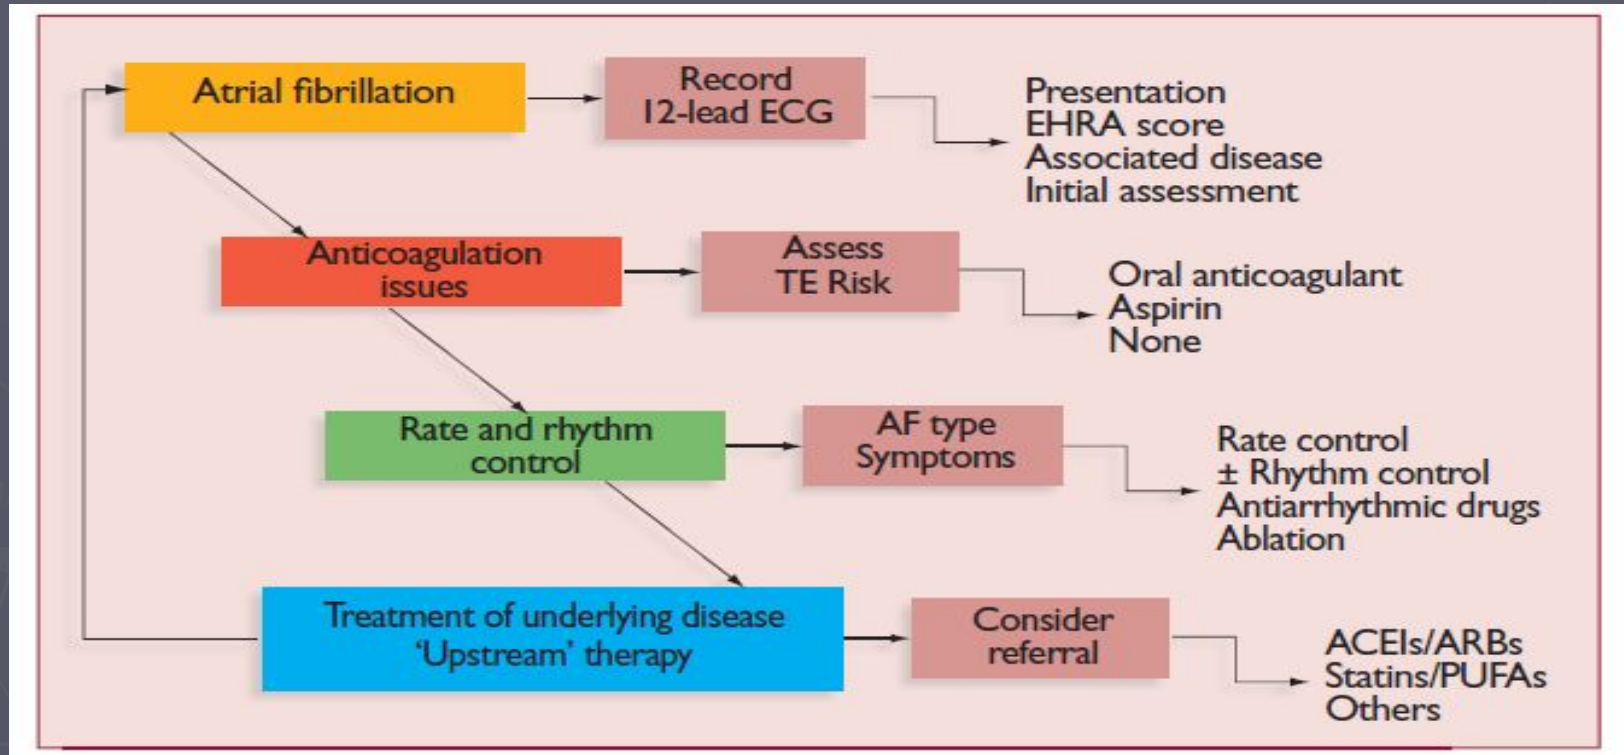 Atrial fibrillation
Record
12-lead ECG
Presentation
EHRA score
Associated disease
Initial assessment
Anticoagulation
issues
Assess
TE Risk
Oral anticoagulant
Aspirin
None
Rate and rhythm
control
AF type
Symptoms
Rate control
± Rhythm control
Antiarrhythmic drugs
Ablation
Treatment of underlying disease
‘Upstream’ therapy
Consider
referral
ACEIs/ARBs
Statins/PUFAs
Others